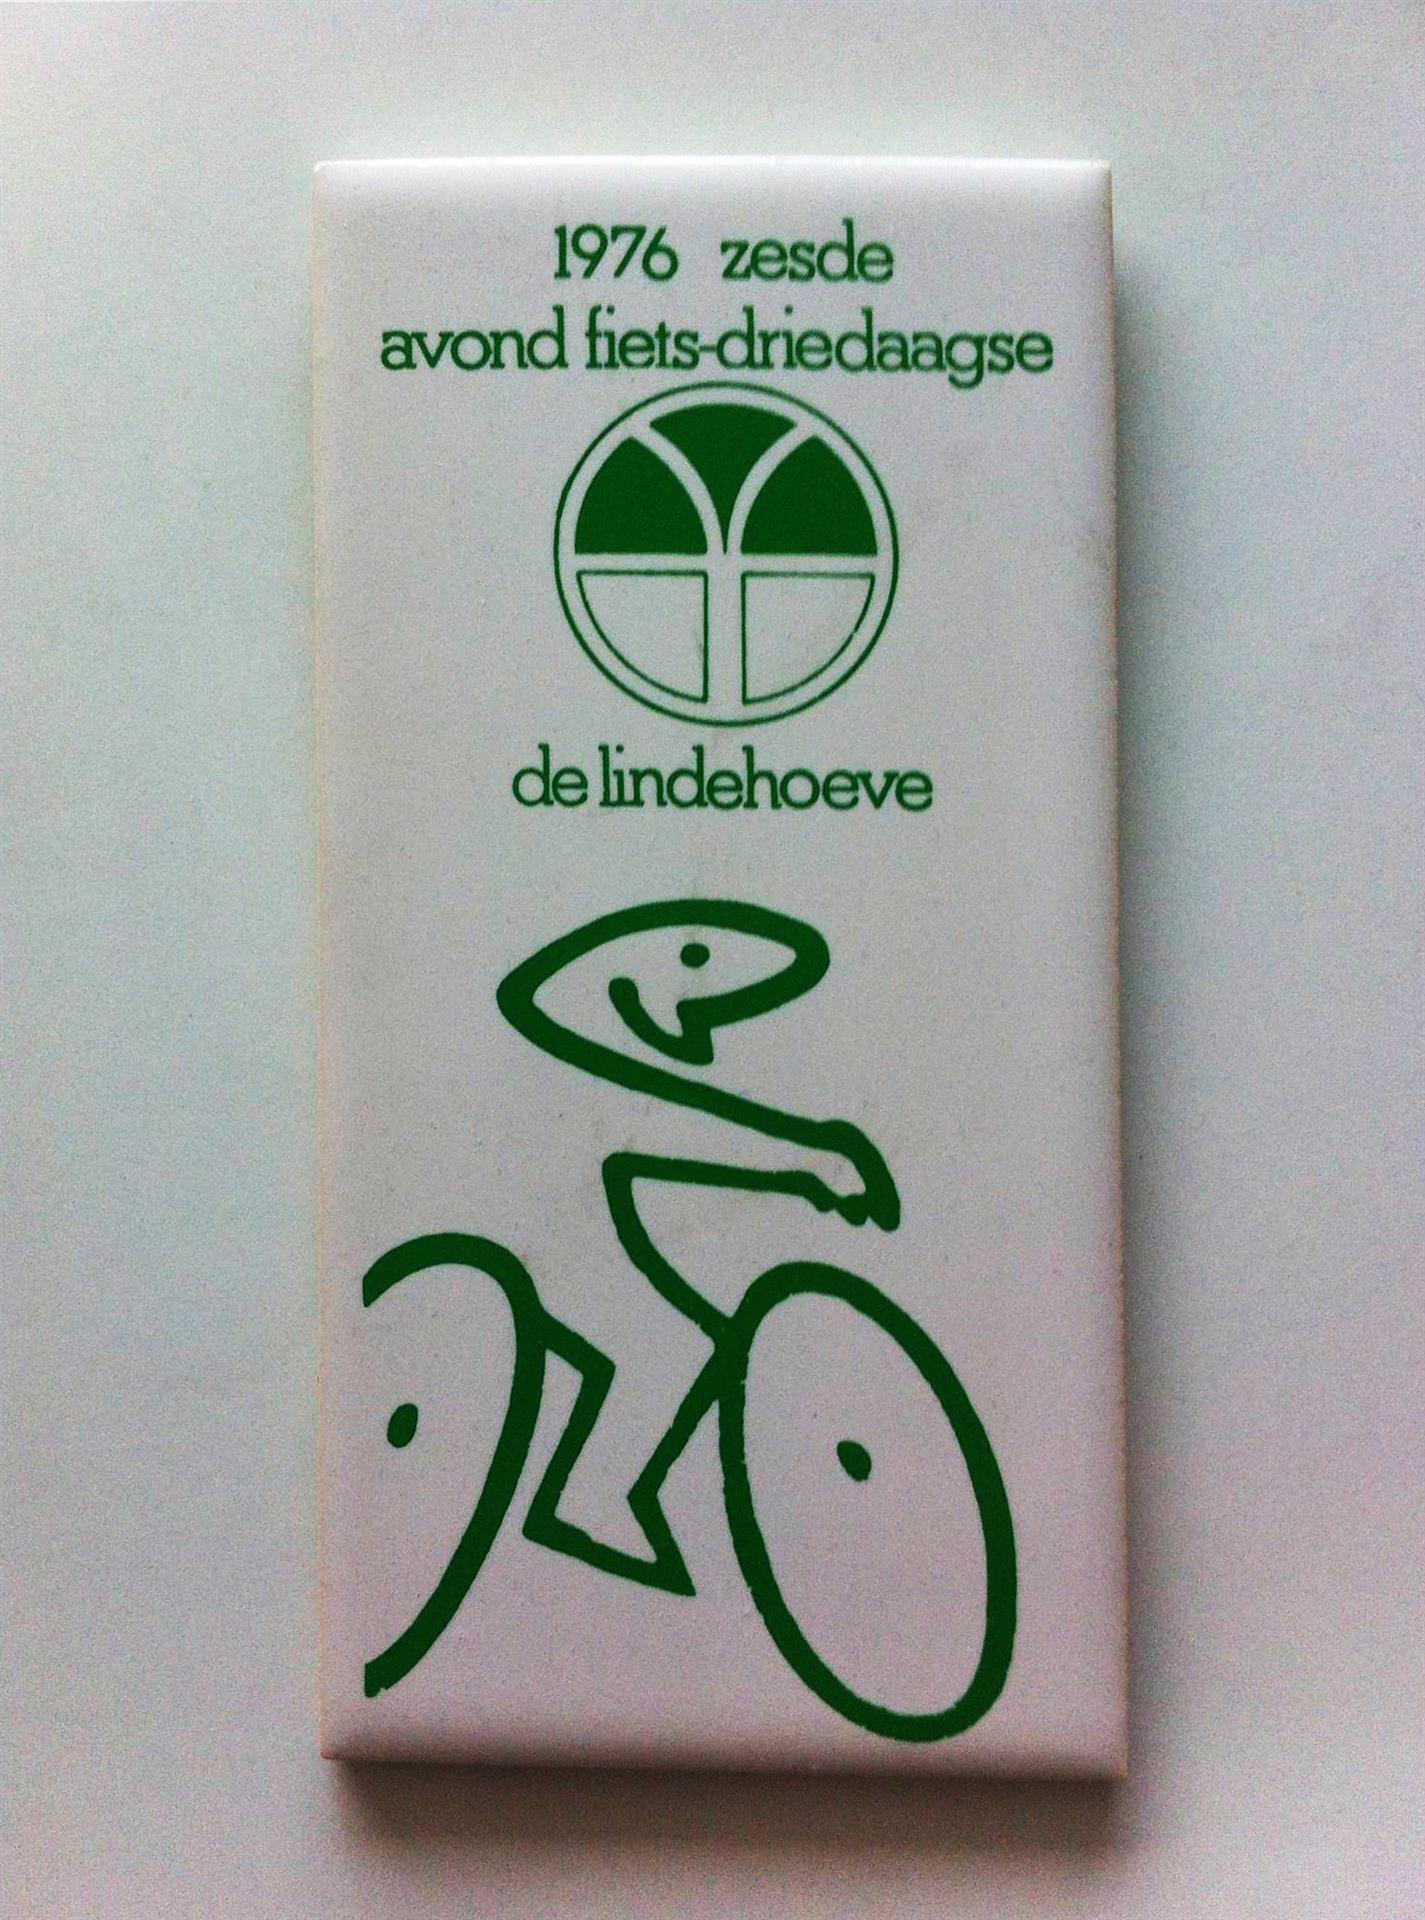 1976 zesde
avond fiets-driedaagse
de lindehoeve